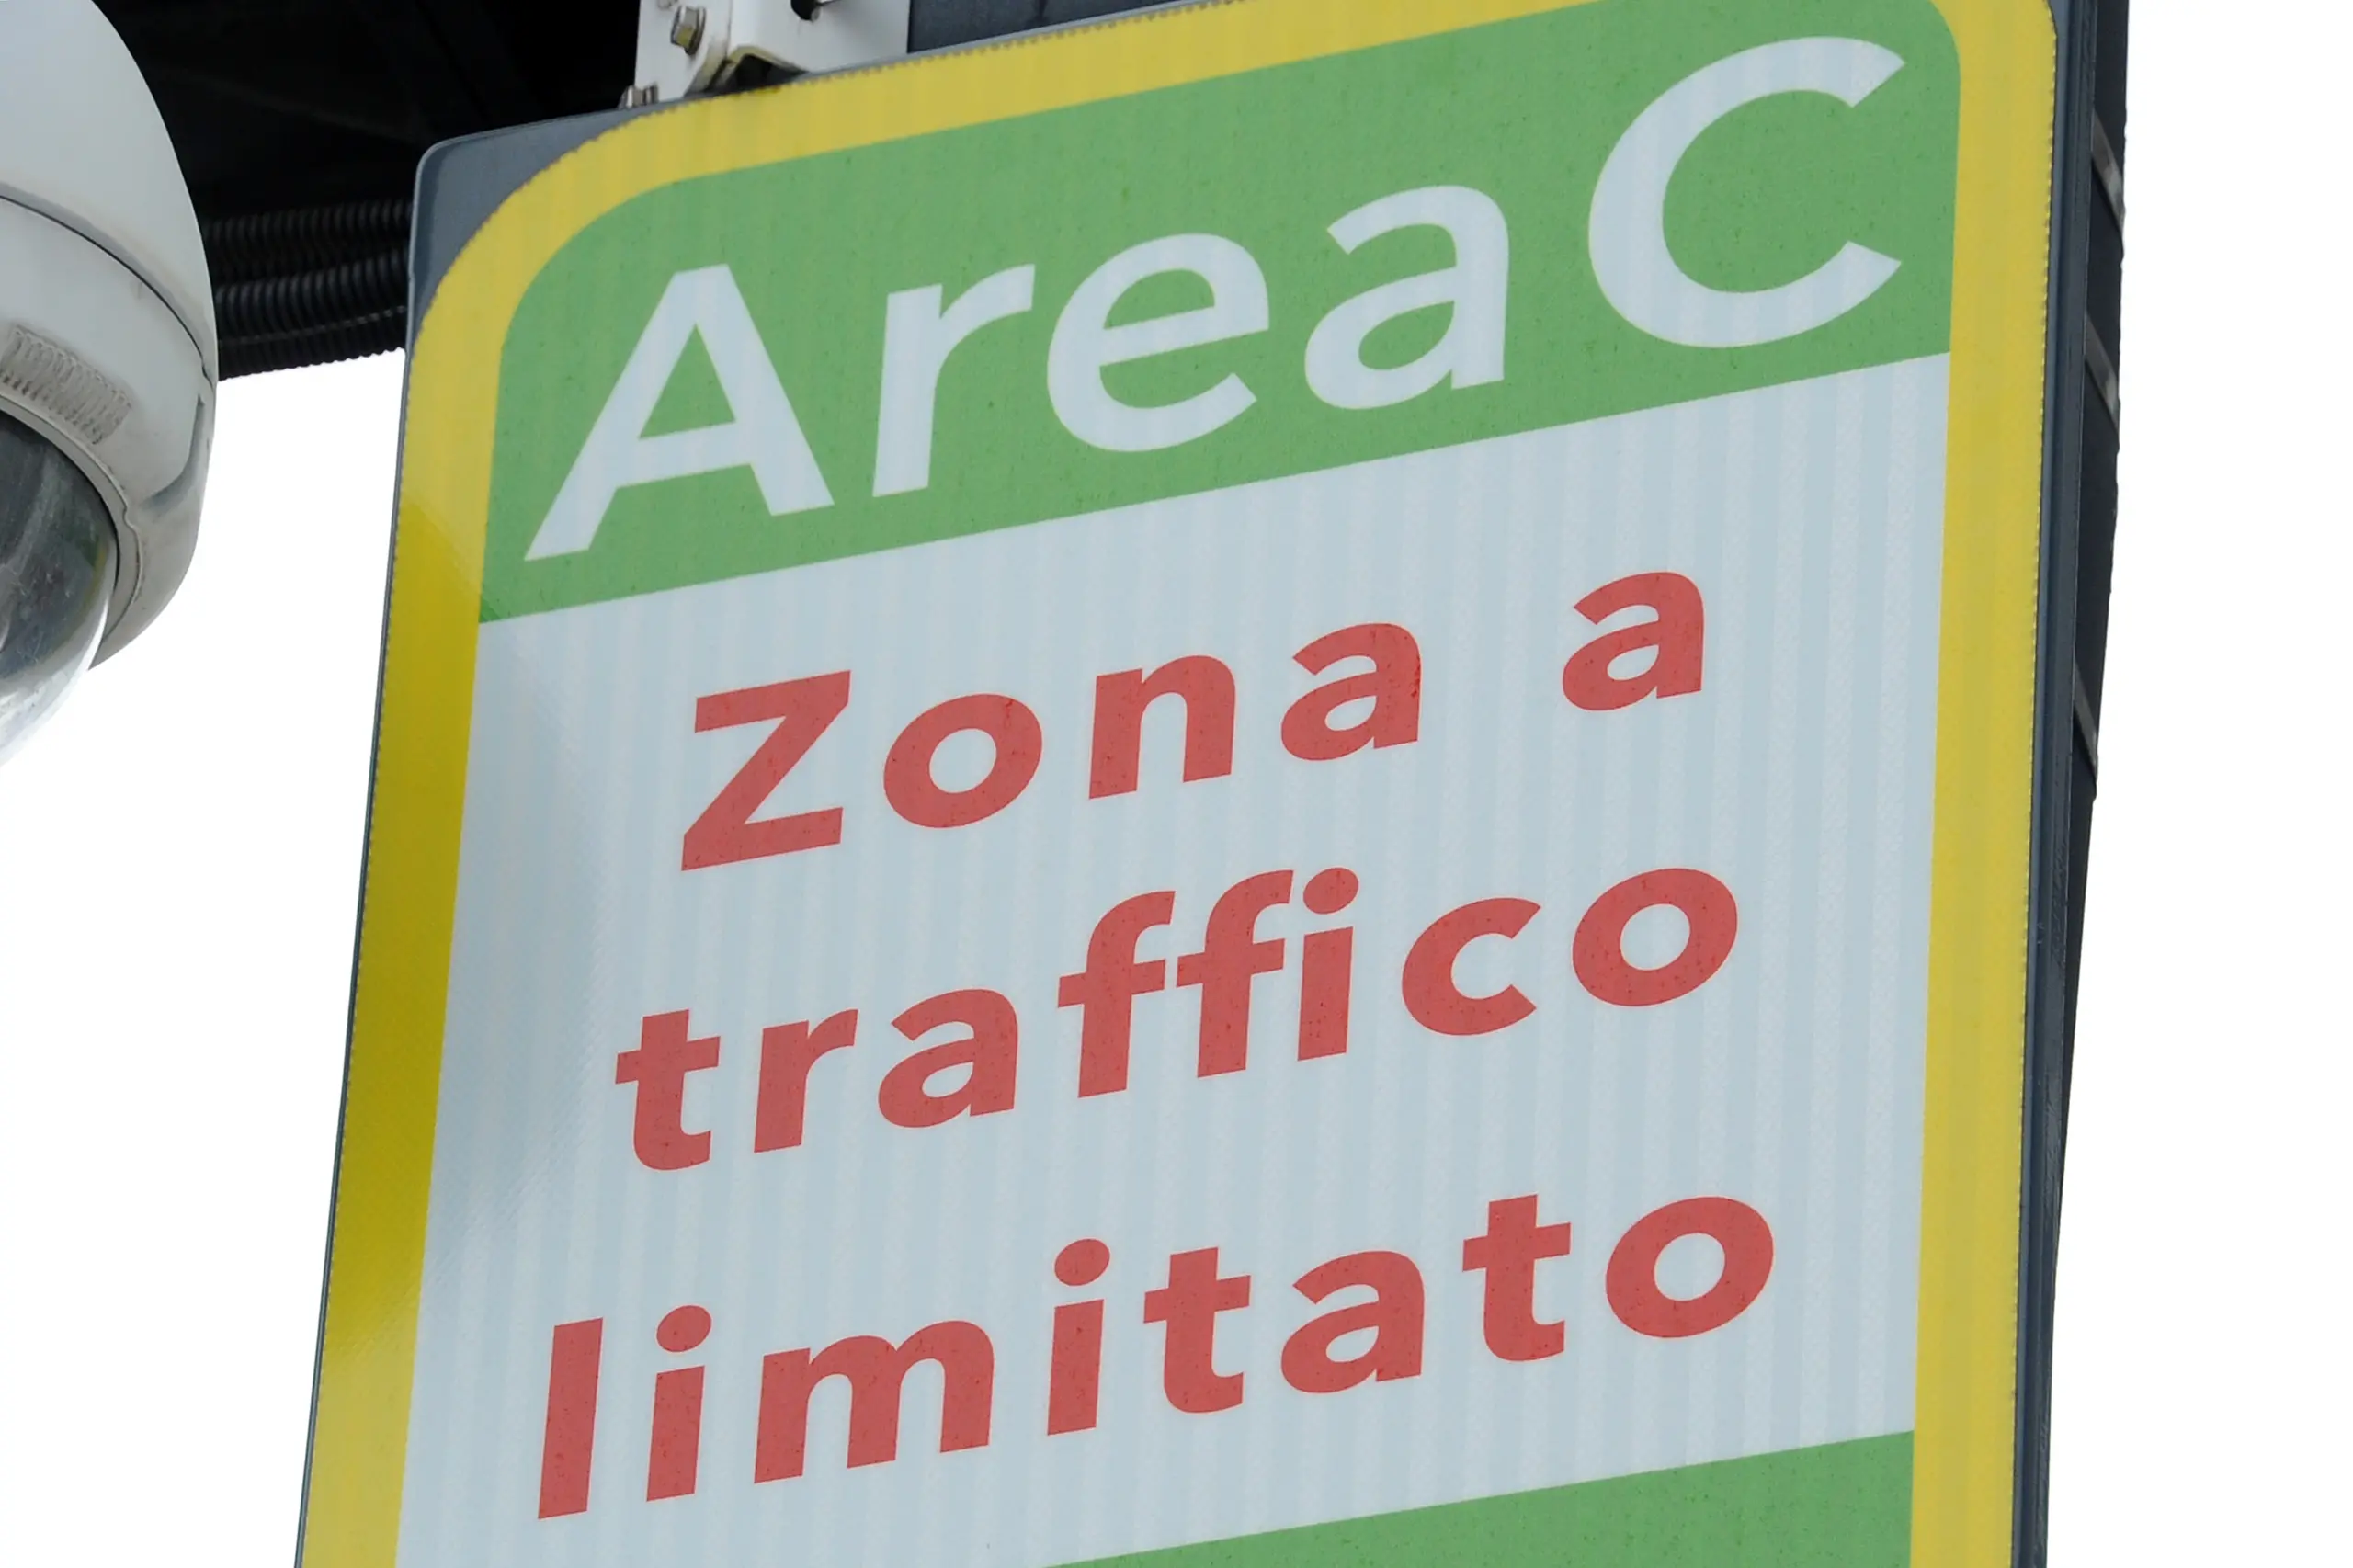 Area C
Zona a
traffico
limitato